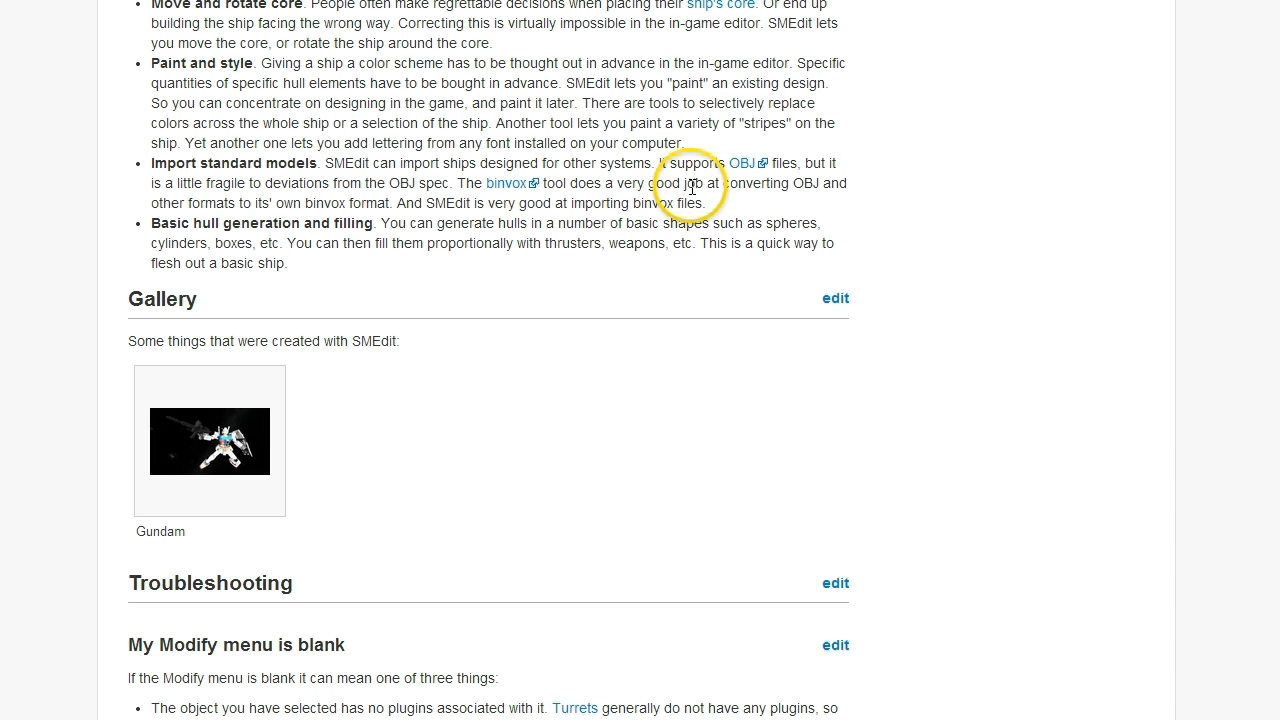 Move and rotate core. People often make regrettable decisions when placing their ship's core. Or end up
building the ship facing the wrong way. Correcting this is virtually impossible in the in-game editor. SMEdit lets
you move the core, or rotate the ship around the core.
Paint and style. Giving a ship a color scheme has to be thought out in advance in the in-game editor. Specific
quantities of specific hull elements have to be bought in advance. SMEdit lets you "paint" an existing design.
So you can concentrate on designing in the game, and paint it later. There are tools to selectively replace
colors across the whole ship or a selection of the ship. Another tool lets you paint a variety of "stripes" on the
ship. Yet another one lets you add lettering from any font installed on your computer.
Import standard models. SMEdit can import ships designed for other systems. It supports OBJ files, but it
is a little fragile to deviations from the OBJ spec. The binvox tool does a very good job at converting OBJ and
other formats to its' own binvox format. And SMEdit is very good at importing binvox files.
Basic hull generation and filling. You can generate hulls in a number of basic shapes such as spheres,
cylinders, boxes, etc. You can then fill them proportionally with thrusters, weapons, etc. This is a quick way to
flesh out a basic ship.
Gallery edit
Some things that were created with SMEdit:
Gundam
Troubleshooting edit
My Modify menu is blank edit
If the Modify menu is blank it can mean one of three things:
The object you have selected has no plugins associated with it. Turrets generally do not have any plugins, so